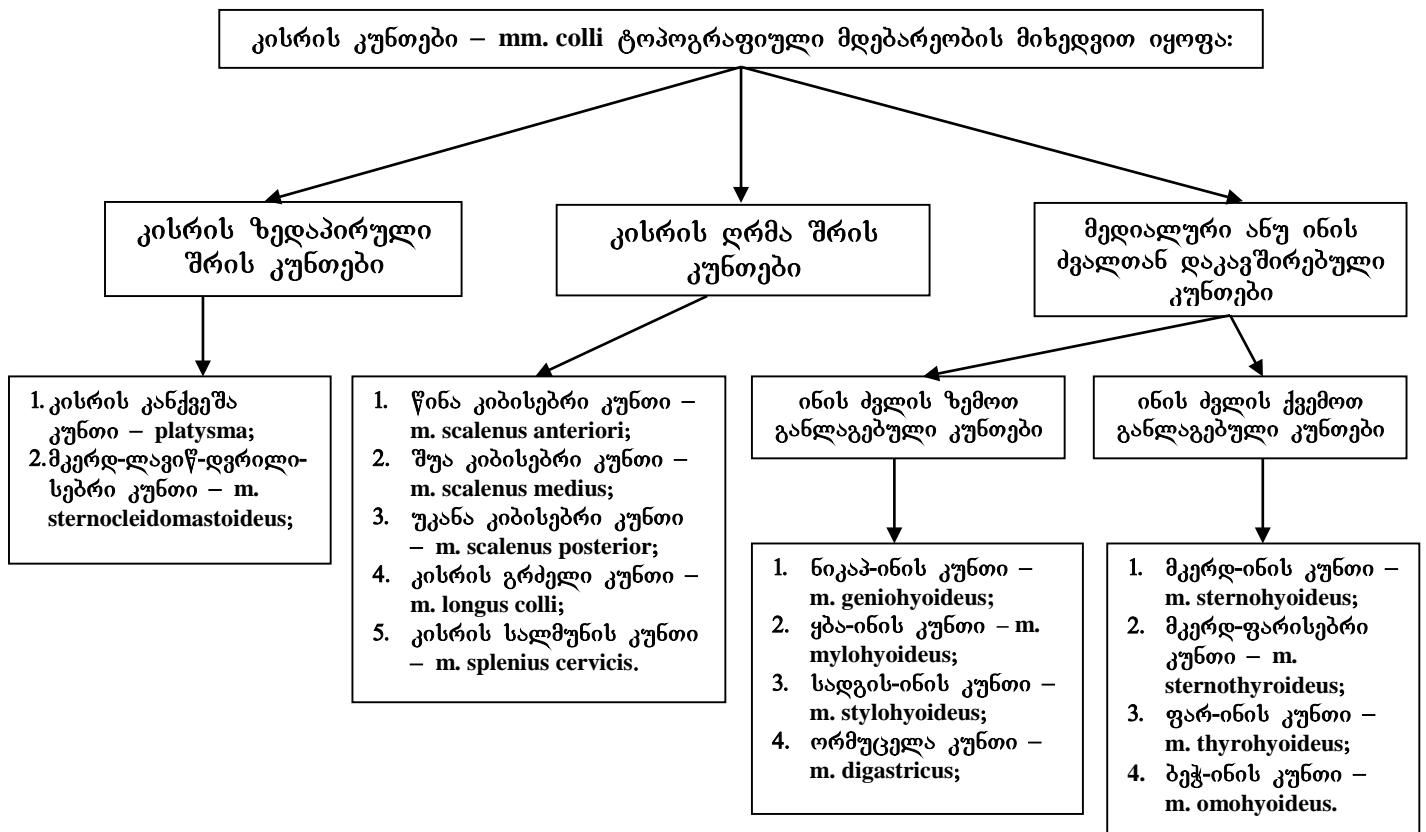 კისრის კუნთები – mm. colli ტოპოგრაფიული მდებარეობის მიხედვით იყოფა:
კისრის ზედაპირული
შრის კუნთები
კისრის ღრმა შრის
კუნთები
მედიალური ანუ ინის
ძვალთან დაკავშირებული
კუნთები
1. კისრის კანქვეშა
კუნთი – platysma;
2. მკერდ-ლავიწ-დვრილი-
სებრი კუნთი – m.
sternocleidomastoideus;
1. წინა კიბისებრი კუნთი –
m. scalenus anteriori;
2. შუა კიბისებრი კუნთი –
m. scalenus medius;
3. უკანა კიბისებრი კუნთი
– m. scalenus posterior;
4. კისრის გრძელი კუნთი –
m. longus colli;
5. კისრის სალმუნის კუნთი
– m. splenius cervicis.
ინის ძვლის ზემოთ
განლაგებული კუნთები
1. ნიკაპ-ინის კუნთი –
m. geniohyoideus;
2. ყბა-ინის კუნთი – m.
mylohyoideus;
3. სადგის-ინის კუნთი –
m. stylohyoideus;
4. ორმუცელა კუნთი –
m. digastricus;
ინის ძვლის ქვემოთ
განლაგებული კუნთები
1. მკერდ-ინის კუნთი –
m. sternohyoideus;
2. მკერდ-ფარისებრი
კუნთი – m.
sternothyroideus;
3. ფარ-ინის კუნთი –
m. thyrohyoideus;
4. ბეჭ-ინის კუნთი –
m. omohyoideus.